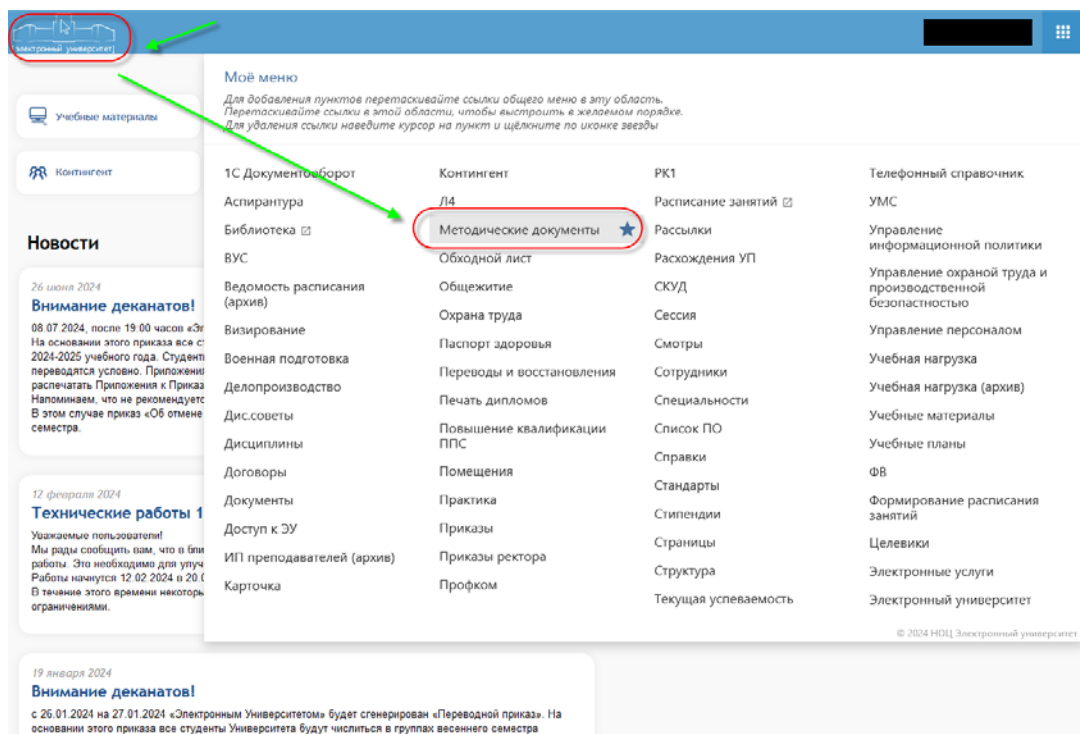 электронный университет
Учебные материалы
Контингент
Новости
26 июня 2024
Внимание деканатов!
08.07.2024, после 19:00 часов «Эл
На основании этого приказа все с
2024-2025 учебного года. Студент
переводятся условно. Приложени
распечатать Приложения к Приказ
Напоминаем, что не рекомендует
В этом случае приказ «Об отмене
семестра.
12 февраля 2024
Технические работы 1
Уважаемые пользователи!
Мы рады сообщить вам, что в бли
работы. Это необходимо для улуч
Работы начнутся 12.02.2024 в 20.0
В течение этого времени некоторы
ограничениями.
19 января 2024
Внимание деканатов!
с 26.01.2024 на 27.01.2024 «Электронным Университетом» будет сгенерирован «Переводной приказ». На
основании этого приказа все студенты Университета будут числиться в группах весеннего семестра
Моё меню
Для добавления пунктов перетаскивайте ссылки общего меню в эту область.
Перетаскивайте ссылки в этой области, чтобы выстроить в желаемом порядке.
Для удаления ссылки наведите курсор на пункт и щёлкните по иконке звезды
1С Документооборот
Аспирантура
Библиотека
ВУС
Ведомость расписания
(архив)
Визирование
Военная подготовка
Делопроизводство
Дис.советы
Дисциплины
Договоры
Документы
Доступ к ЭУ
ИП преподавателей (архив)
Карточка
Контингент
Л4
Методические документы
Обходной лист
Общежитие
Охрана труда
Паспорт здоровья
Переводы и восстановления
Печать дипломов
Повышение квалификации
ППС
Помещения
Практика
Приказы
Приказы ректора
Профком
РК1
Расписание занятий
Рассылки
Расхождения УП
СКУД
Сессия
Смотры
Сотрудники
Специальности
Список ПО
Справки
Стандарты
Стипендии
Страницы
Структура
Текущая успеваемость
Телефонный справочник
УМС
Управление
информационной политики
Управление охраной труда и
производственной
безопастностью
Управление персоналом
Учебная нагрузка
Учебная нагрузка (архив)
Учебные материалы
Учебные планы
ФВ
Формирование расписания
занятий
Целевики
Электронные услуги
Электронный университет
© 2024 НОЦ Электронный университет